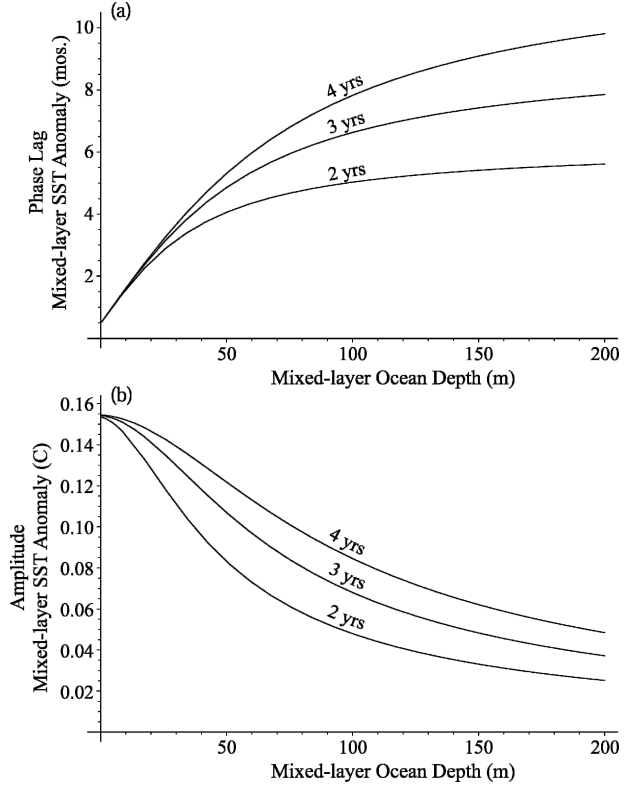 (a)
Phase Lag
Mixed-layer SST Anomaly (mos.)
10
8
6
4
2
4 yrs
3 yrs
2 yrs
50
100
150
200
Mixed-layer Ocean Depth (m)
(b)
Amplitude
Mixed-layer SST Anomaly (C)
0.16
0.14
0.12
0.10
0.08
0.06
0.04
0.02
4 yrs
3 yrs
2 yrs
50
100
150
200
Mixed-layer Ocean Depth (m)